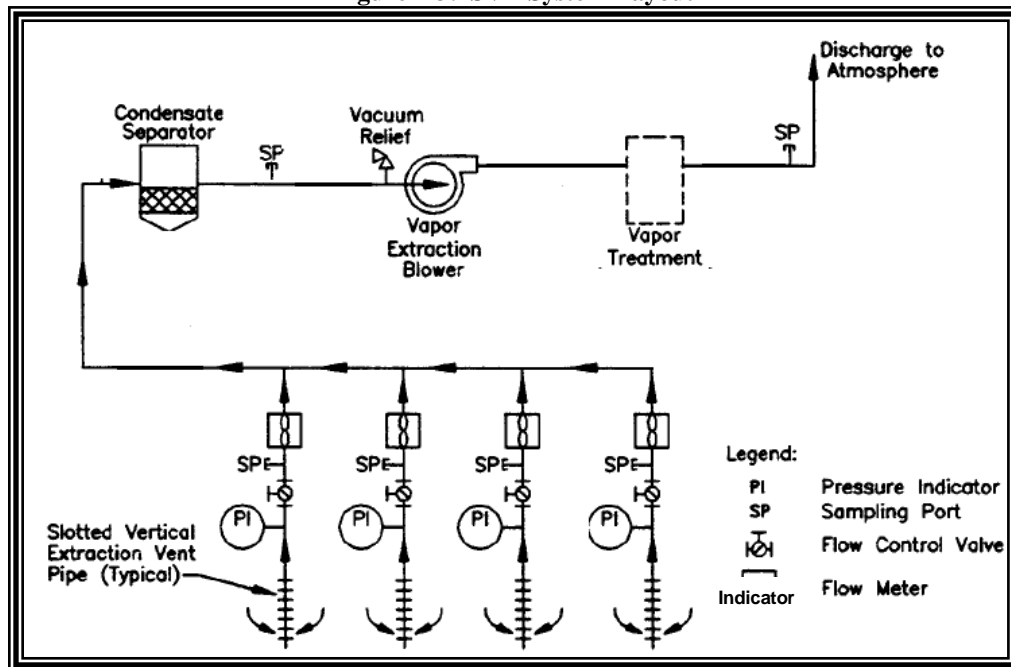 Discharge to
Atmosphere
Condensate
Separator
SP
Vacuum
Relief
SP
Vapor
Extraction
Blower
Vapor
Treatment
SP
SP
SP
SP
PI
PI
PI
PI
Slotted Vertical
Extraction Vent
Pipe (Typical)
Legend:
PI Pressure Indicator
SP Sampling Port
Flow Control Valve
Indicator Flow Meter